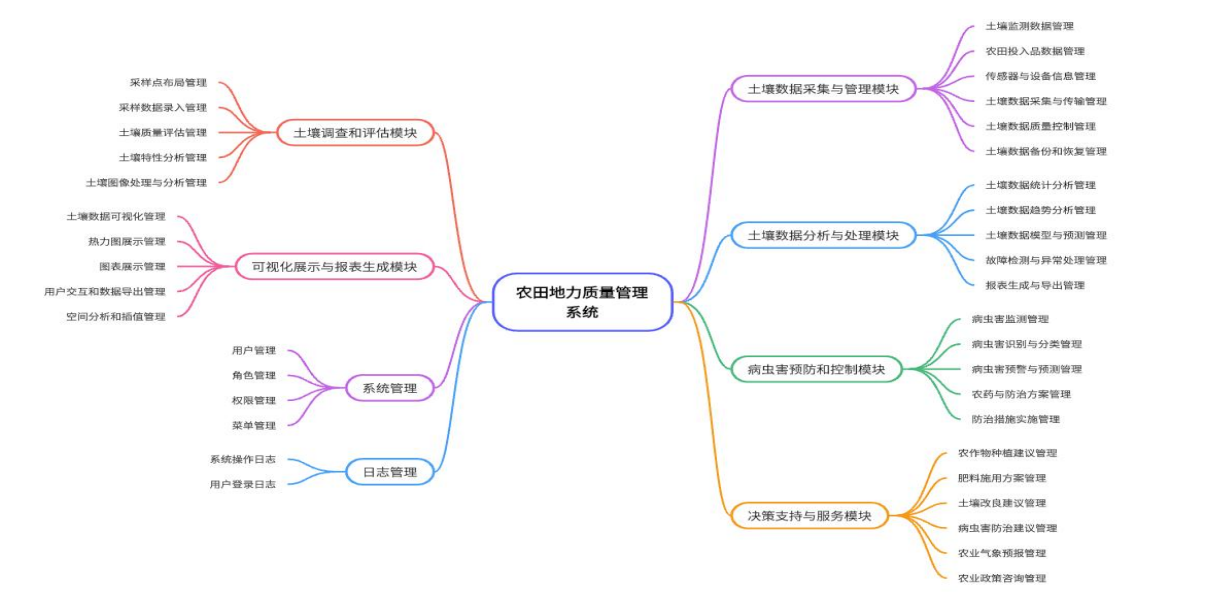 农田地力质量管理
系统
土壤数据采集与管理模块
土壤监测数据管理
农田投入品数据管理
传感器与设备信息管理
土壤数据采集与传输管理
土壤数据质量控制管理
土壤数据备份和恢复管理
土壤数据分析与处理模块
土壤数据统计分析管理
土壤数据趋势分析管理
土壤数据模型与预测管理
故障检测与异常处理管理
报表生成与导出管理
病虫害预防和控制模块
病虫害监测管理
病虫害识别与分类管理
病虫害预警与预测管理
农药与防治方案管理
防治措施实施管理
决策支持与服务模块
农作物种植建议管理
肥料施用方案管理
土壤改良建议管理
病虫害防治建议管理
农业气象预报管理
农业政策咨询管理
土壤调查和评估模块
采样点布局管理
采样数据录入管理
土壤质量评估管理
土壤特性分析管理
土壤图像处理与分析管理
可视化展示与报表生成模块
土壤数据可视化管理
热力图展示管理
图表展示管理
用户交互和数据导出管理
空间分析和插值管理
系统管理
用户管理
角色管理
权限管理
菜单管理
日志管理
系统操作日志
用户登录日志